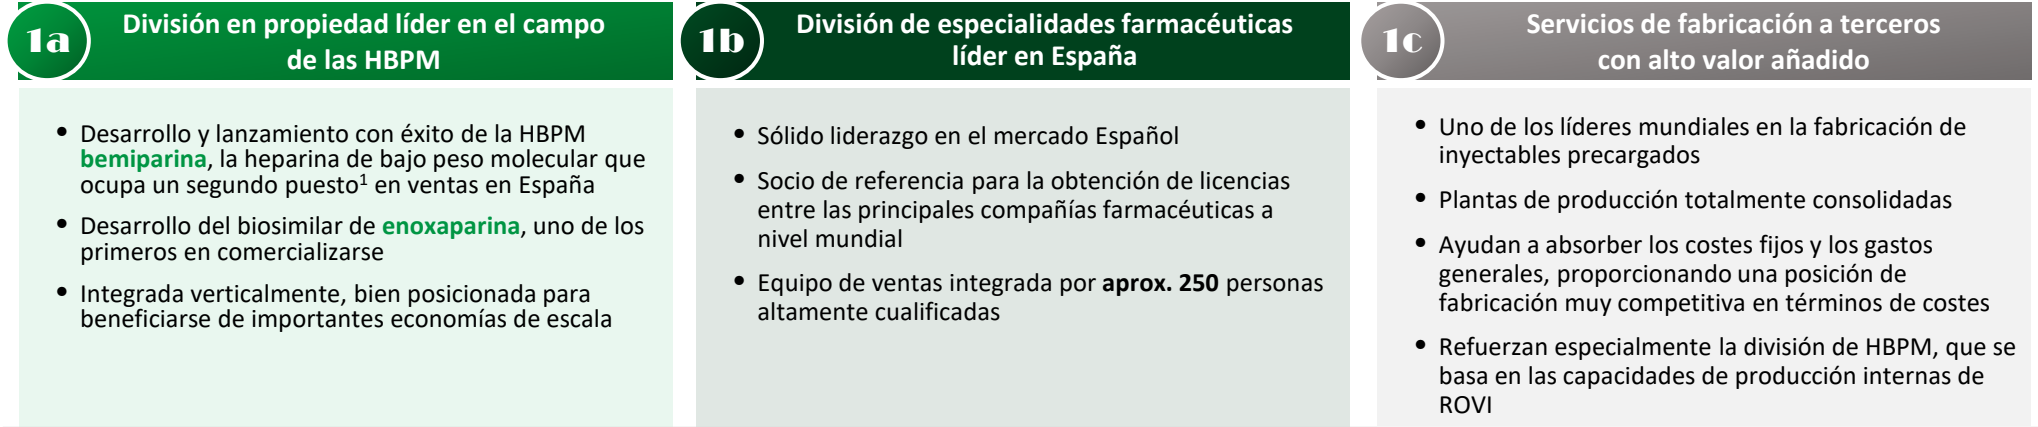 1a
División en propiedad líder en el campo
de las HBPM
• Desarrollo y lanzamiento con éxito de la HBPM
bemiparina, la heparina de bajo peso molecular que
ocupa un segundo puesto¹ en ventas en España
• Desarrollo del biosimilar de enoxaparina, uno de los
primeros en comercializarse
• Integrada verticalmente, bien posicionada para
beneficiarse de importantes economías de escala
1b
División de especialidades farmacéuticas
líder en España
• Sólido liderazgo en el mercado Español
• Socio de referencia para la obtención de licencias
entre las principales compañías farmacéuticas a
nivel mundial
• Equipo de ventas integrada por aprox. 250 personas
altamente cualificadas
1c
Servicios de fabricación a terceros
con alto valor añadido
• Uno de los líderes mundiales en la fabricación de
inyectables precargados
• Plantas de producción totalmente consolidadas
• Ayudan a absorber los costes fijos y los gastos
generales, proporcionando una posición de
fabricación muy competitiva en términos de costes
• Refuerzan especialmente la división de HBPM, que se
basa en las capacidades de producción internas de
ROVI